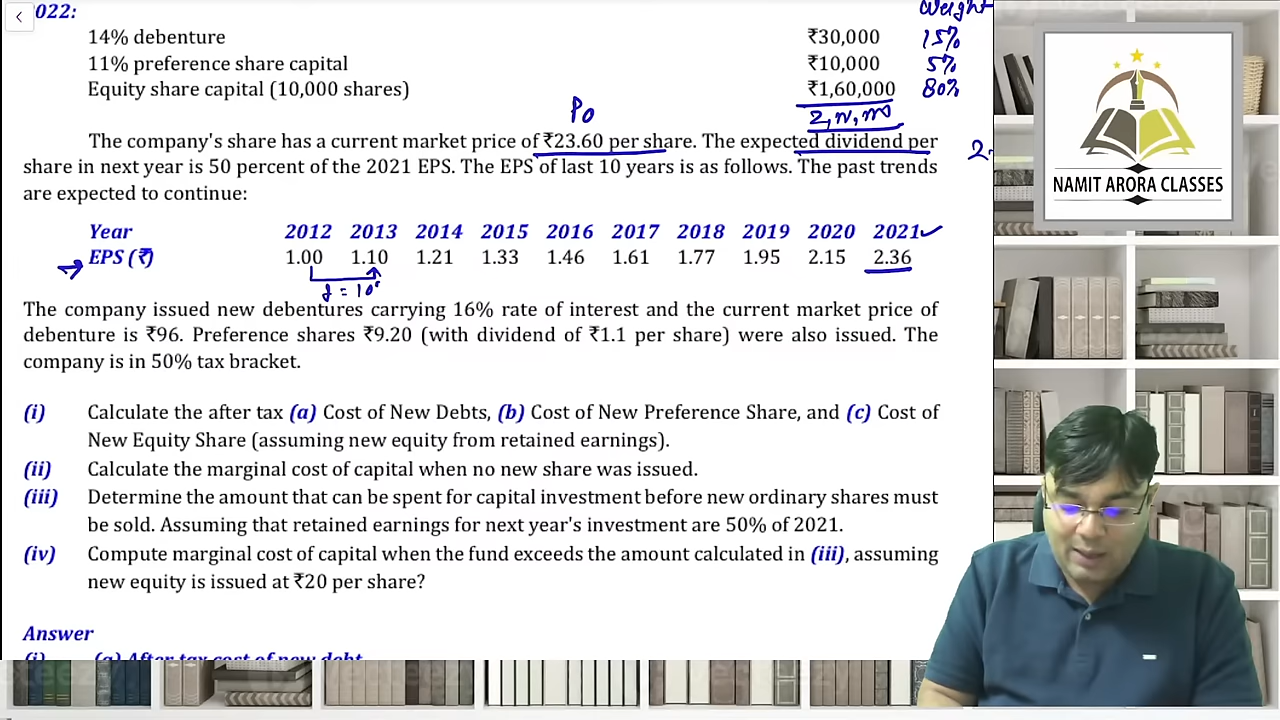 022:
Weight
14% debenture ₹30,000 15%
11% preference share capital ₹10,000 5%
Equity share capital (10,000 shares) ₹1,60,000 80%
P0
The company's share has a current market price of ₹23.60 per share. The expected dividend per
share in next year is 50 percent of the 2021 EPS. The EPS of last 10 years is as follows. The past trends
are expected to continue:
Year 2012 2013 2014 2015 2016 2017 2018 2019 2020 2021
EPS (₹) 1.00 1.10 1.21 1.33 1.46 1.61 1.77 1.95 2.15 2.36
The company issued new debentures carrying 16% rate of interest and the current market price of
debenture is ₹96. Preference shares ₹9.20 (with dividend of ₹1.1 per share) were also issued. The
company is in 50% tax bracket.
(i) Calculate the after tax (a) Cost of New Debts, (b) Cost of New Preference Share, and (c) Cost of
New Equity Share (assuming new equity from retained earnings).
(ii) Calculate the marginal cost of capital when no new share was issued.
(iii) Determine the amount that can be spent for capital investment before new ordinary shares must
be sold. Assuming that retained earnings for next year's investment are 50% of 2021.
(iv) Compute marginal cost of capital when the fund exceeds the amount calculated in (iii), assuming
new equity is issued at ₹20 per share?
Answer
(i) (a) After tax cost of new debt
NAMIT ARORA CLASSES